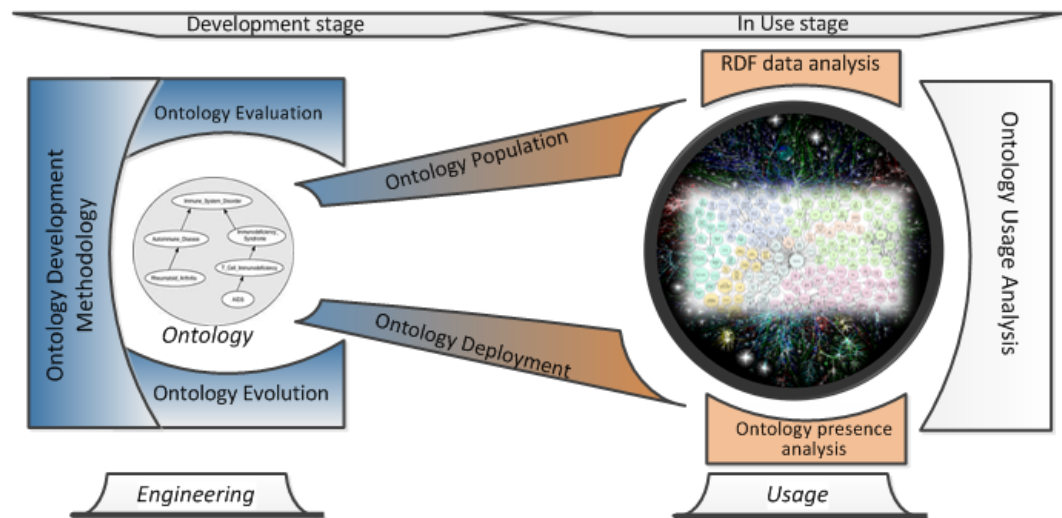 Development stage
In Use stage
RDF data analysis
Ontology Evaluation
Ontology Development
Methodology
Immune_System_Disorder
Autoimmune_Disease
Immunodeficiency_
Syndrome
Rheumatoid_Arthritis
T_Cell_Immunodeficiency
AIDS
Ontology
Ontology Evolution
Ontology Population
Ontology Deployment
Ontology Usage Analysis
Ontology presence
analysis
Engineering
Usage